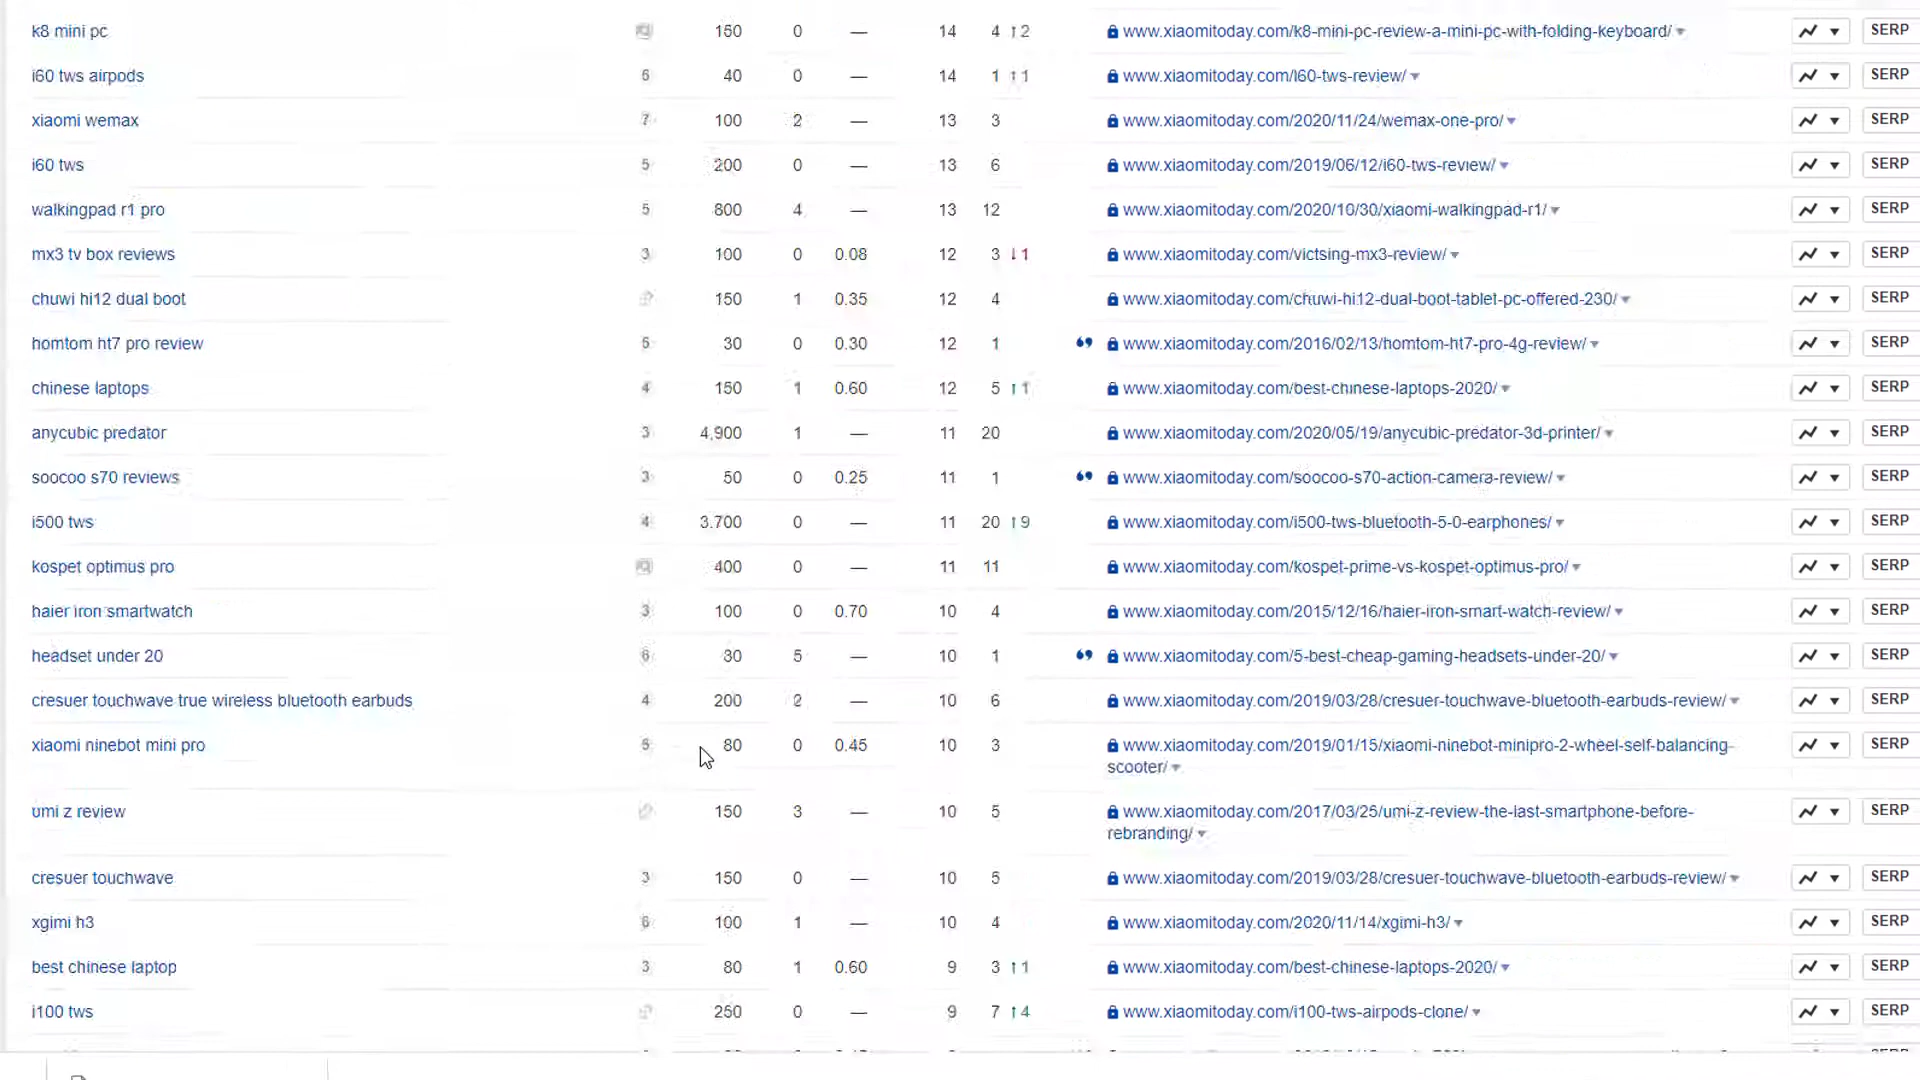 k8 mini pc 150 0 — 14 4 ↑2 www.xiaomitoday.com/k8-mini-pc-review-a-mini-pc-with-folding-keyboard/ SERP
i60 tws airpods 6 40 0 — 14 1 ↑1 www.xiaomitoday.com/I60-tws-review/ SERP
xiaomi wemax 7 100 2 — 13 3 www.xiaomitoday.com/2020/11/24/wemax-one-pro/ SERP
i60 tws 5 200 0 — 13 6 www.xiaomitoday.com/2019/06/12/i60-tws-review/ SERP
walkingpad r1 pro 5 800 4 — 13 12 www.xiaomitoday.com/2020/10/30/xiaomi-walkingpad-r1/ SERP
mx3 tv box reviews 3 100 0 0.08 12 3 ↓1 www.xiaomitoday.com/victsing-mx3-review/ SERP
chuwi hi12 dual boot 150 1 0.35 12 4 www.xiaomitoday.com/chuwi-hi12-dual-boot-tablet-pc-offered-230/ SERP
homtom ht7 pro review 5 30 0 0.30 12 1 www.xiaomitoday.com/2016/02/13/homtom-ht7-pro-4g-review/ SERP
chinese laptops 4 150 1 0.60 12 5 ↑1 www.xiaomitoday.com/best-chinese-laptops-2020/ SERP
anycubic predator 3 4,900 1 — 11 20 www.xiaomitoday.com/2020/05/19/anycubic-predator-3d-printer/ SERP
soocoo s70 reviews 3 50 0 0.25 11 1 www.xiaomitoday.com/soocoo-s70-action-camera-review/ SERP
i500 tws 4 3,700 0 — 11 20 ↑9 www.xiaomitoday.com/i500-tws-bluetooth-5-0-earphones/ SERP
kospet optimus pro 400 0 — 11 11 www.xiaomitoday.com/kospet-prime-vs-kospet-optimus-pro/ SERP
haier iron smartwatch 3 100 0 0.70 10 4 www.xiaomitoday.com/2015/12/16/haier-iron-smart-watch-review/ SERP
headset under 20 6 30 5 — 10 1 www.xiaomitoday.com/5-best-cheap-gaming-headsets-under-20/ SERP
cresuer touchwave true wireless bluetooth earbuds 4 200 2 — 10 6 www.xiaomitoday.com/2019/03/28/cresuer-touchwave-bluetooth-earbuds-review/ SERP
xiaomi ninebot mini pro 5 80 0 0.45 10 3 www.xiaomitoday.com/2019/01/15/xiaomi-ninebot-minipro-2-wheel-self-balancing-
scooter/ SERP
umi z review 150 3 — 10 5 www.xiaomitoday.com/2017/03/25/umi-z-review-the-last-smartphone-before-
rebranding/ SERP
cresuer touchwave 3 150 0 — 10 5 www.xiaomitoday.com/2019/03/28/cresuer-touchwave-bluetooth-earbuds-review/ SERP
xgimi h3 6 100 1 — 10 4 www.xiaomitoday.com/2020/11/14/xgimi-h3/ SERP
best chinese laptop 3 80 1 0.60 9 3 ↑1 www.xiaomitoday.com/best-chinese-laptops-2020/ SERP
i100 tws 250 0 — 9 7 ↑4 www.xiaomitoday.com/i100-tws-airpods-clone/ SERP